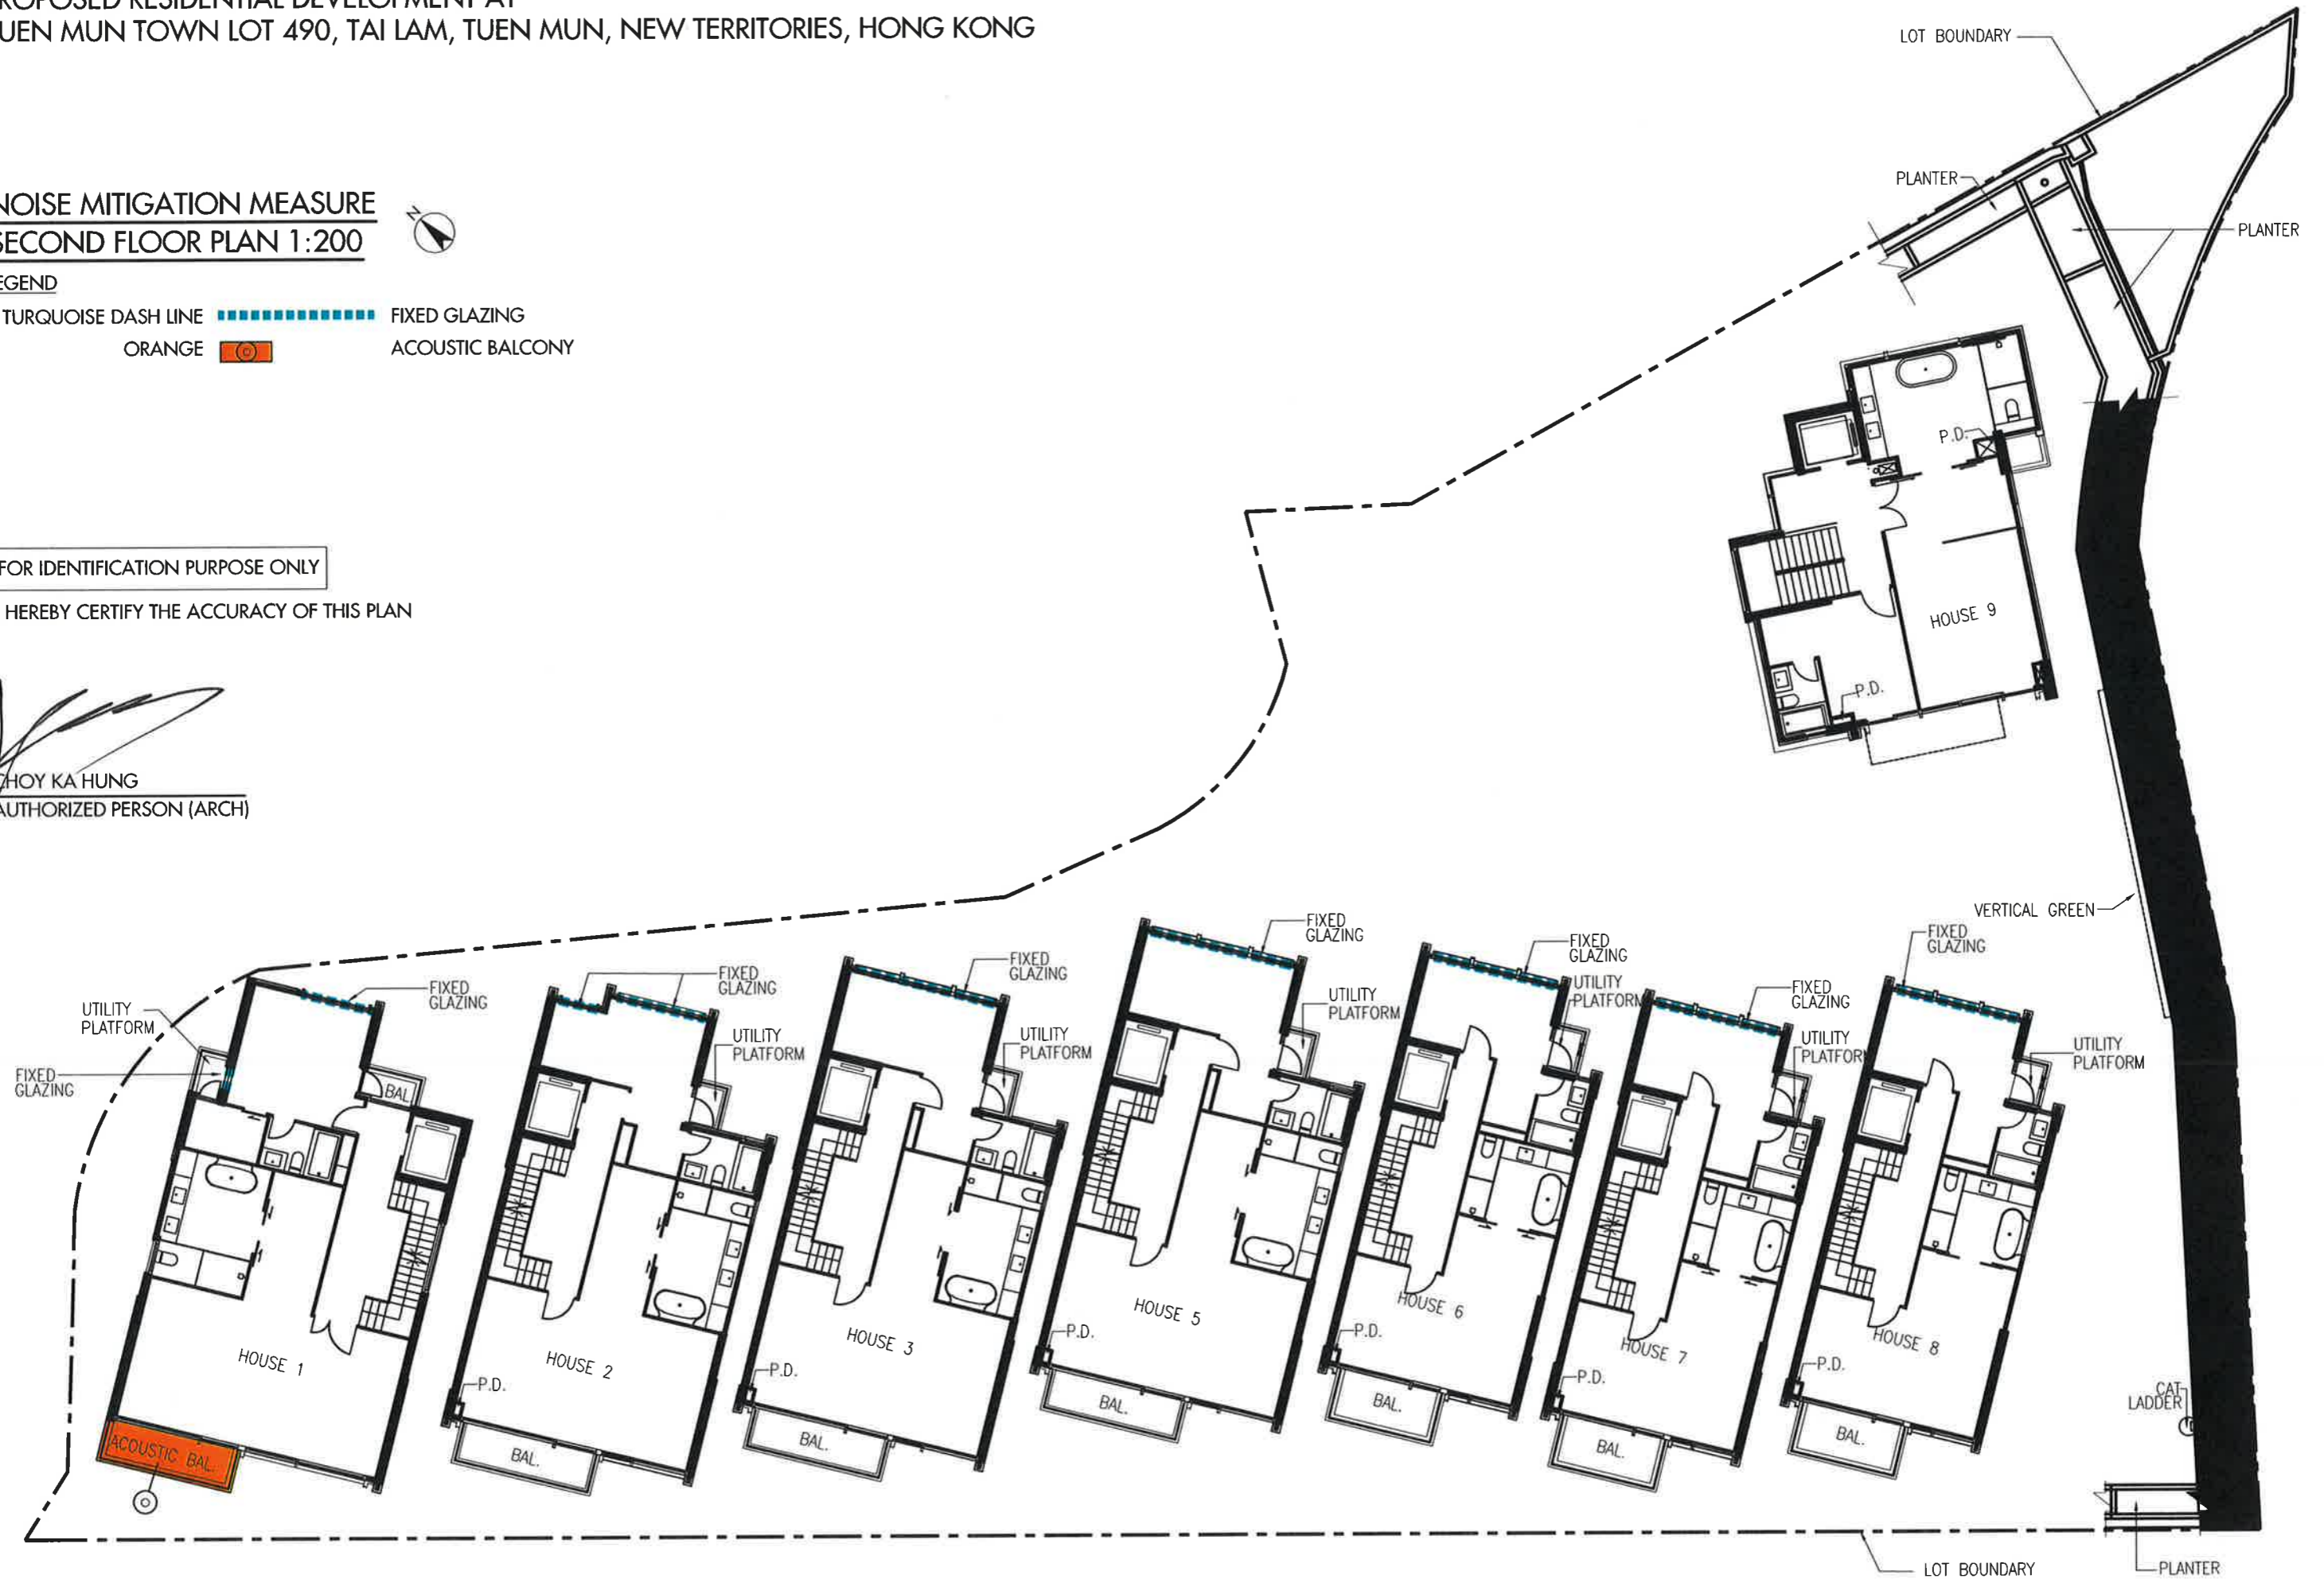 ROPOSED RESIDENTIAL DEVELOPMENT AT
UEN MUN TOWN LOT 490, TAI LAM, TUEN MUN, NEW TERRITORIES, HONG KONG
NOISE MITIGATION MEASURE
SECOND FLOOR PLAN 1:200
N
EGEND
TURQUOISE DASH LINE
FIXED GLAZING
ORANGE
ACOUSTIC BALCONY
FOR IDENTIFICATION PURPOSE ONLY
HEREBY CERTIFY THE ACCURACY OF THIS PLAN
CHOY KA HUNG
AUTHORIZED PERSON (ARCH)
LOT BOUNDARY
PLANTER
PLANTER
P.D.
HOUSE 9
P.D.
VERTICAL GREEN
FIXED
GLAZING
UTILITY
PLATFORM
FIXED
GLAZING
BAL.
HOUSE 1
ACOUSTIC BAL.
FIXED
GLAZING
UTILITY
PLATFORM
HOUSE 2
P.D.
BAL.
FIXED
GLAZING
UTILITY
PLATFORM
HOUSE 3
P.D.
BAL.
FIXED
GLAZING
UTILITY
PLATFORM
HOUSE 5
P.D.
BAL.
FIXED
GLAZING
UTILITY
PLATFORM
HOUSE 6
P.D.
BAL.
FIXED
GLAZING
UTILITY
PLATFORM
HOUSE 7
P.D.
BAL.
FIXED
GLAZING
UTILITY
PLATFORM
HOUSE 8
P.D.
BAL.
CAT
LADDER
LOT BOUNDARY
PLANTER